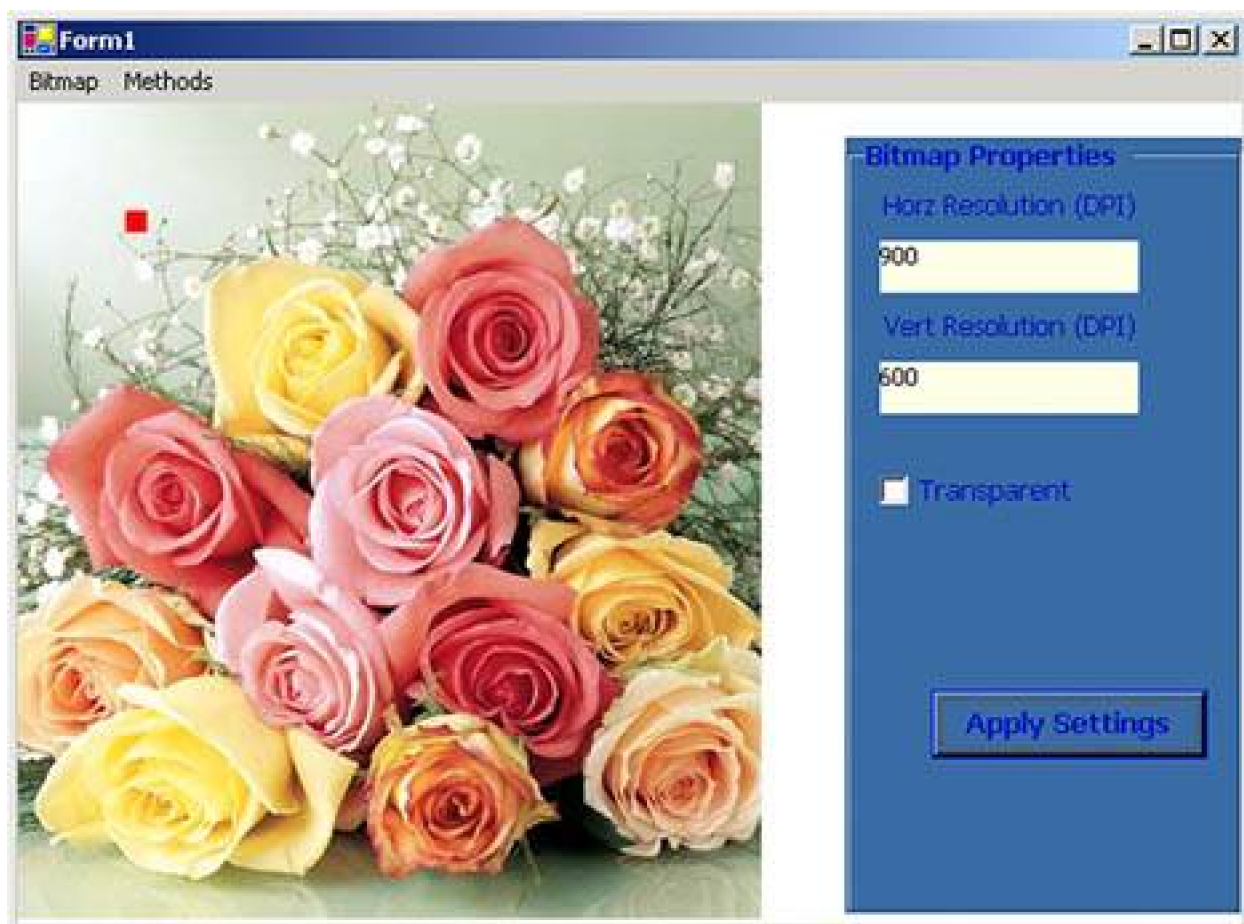 Form1
Bitmap Methods
Bitmap Properties
Horz Resolution (DPI)
900
Vert Resolution (DPI)
600
Transparent
Apply Settings